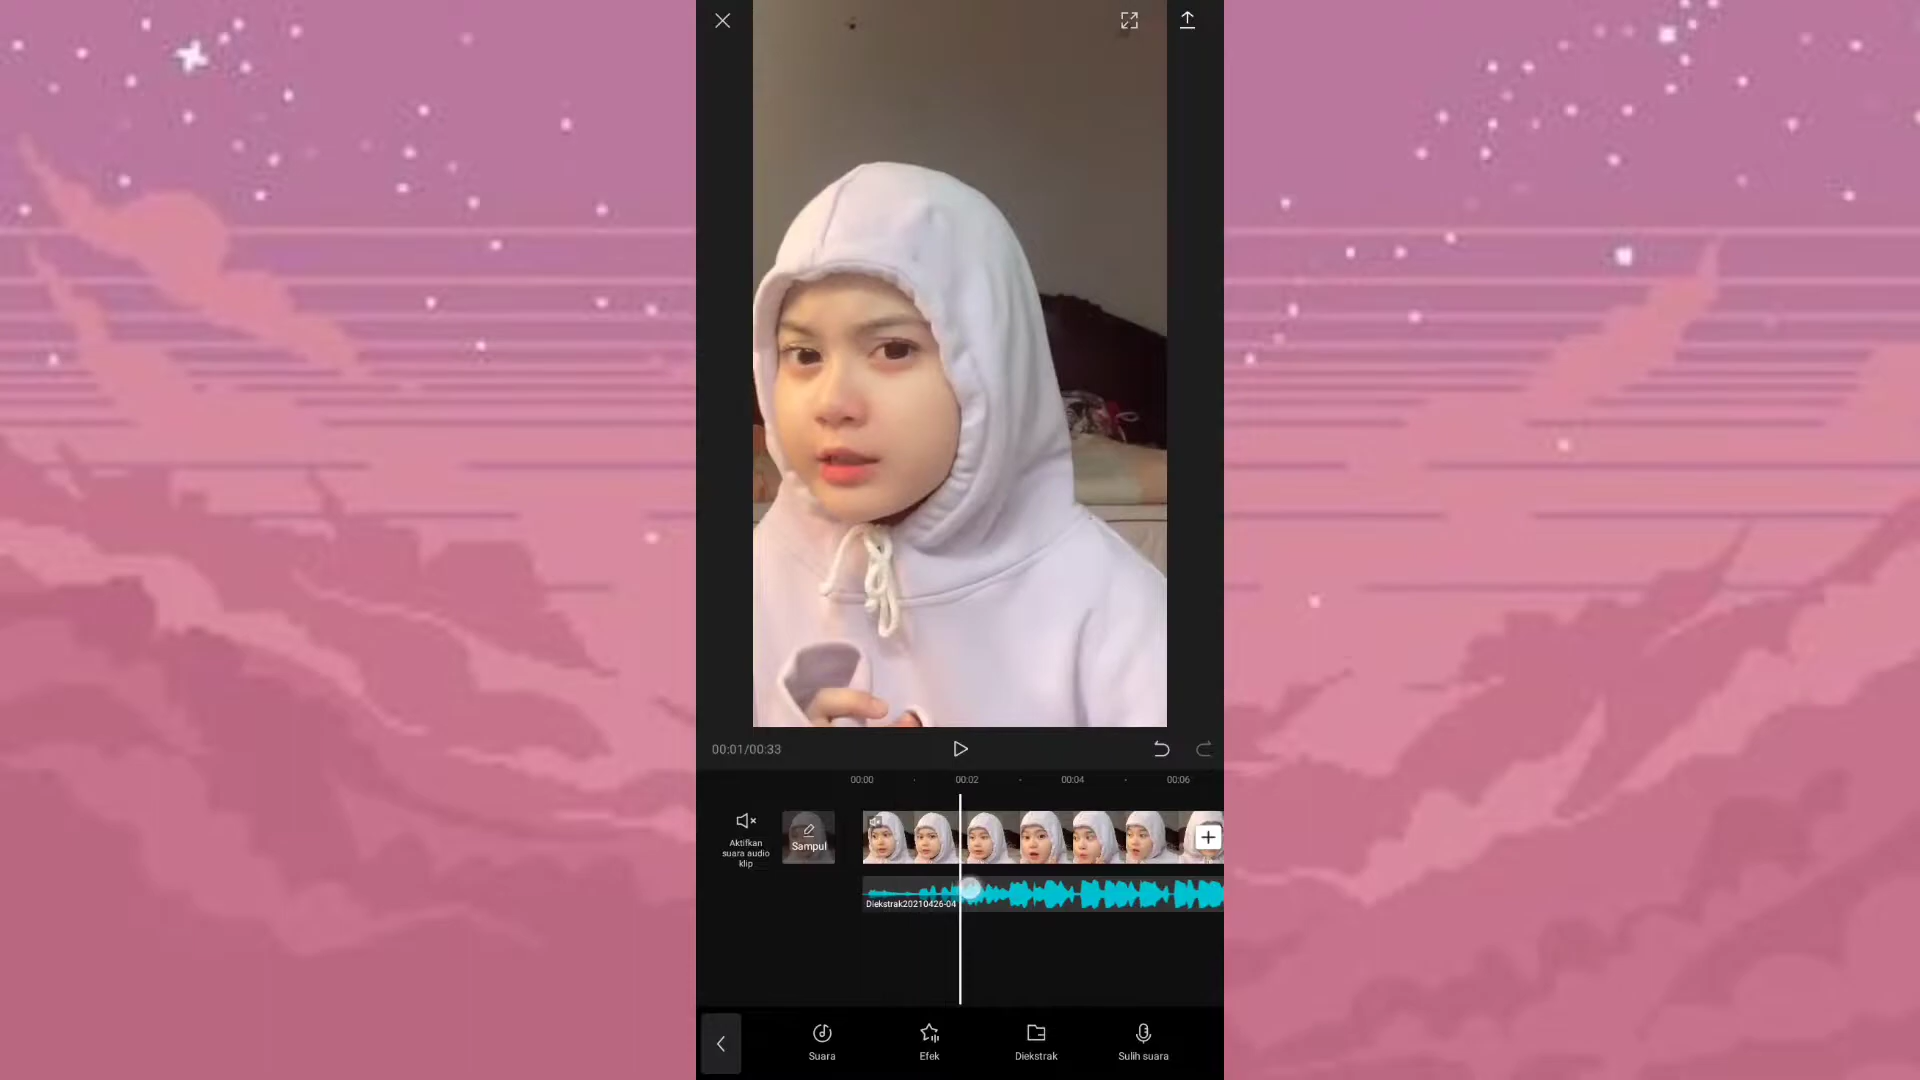 00:01/00:33
00:00
00:02
00:04
00:06
Aktifkan
suara audio
klip
Sampul
Diekstrak20210426-04
Suara
Efek
Diekstrak
Sulih suara